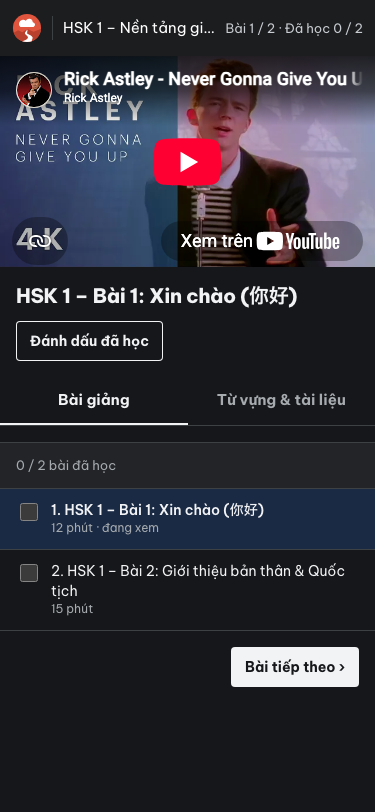 HSK 1 – Nền tảng gi...
Bài 1 / 2 · Đã học 0 / 2
Rick Astley - Never Gonna Give You U
Rick Astley
RICK
ASTLEY
NEVER GONNA
GIVE YOU UP
4K
Xem trên YouTube
HSK 1 – Bài 1: Xin chào (你好)
Đánh dấu đã học
Bài giảng
Từ vựng & tài liệu
0 / 2 bài đã học
1. HSK 1 – Bài 1: Xin chào (你好)
12 phút · đang xem
2. HSK 1 – Bài 2: Giới thiệu bản thân & Quốc
tịch
15 phút
Bài tiếp theo ›